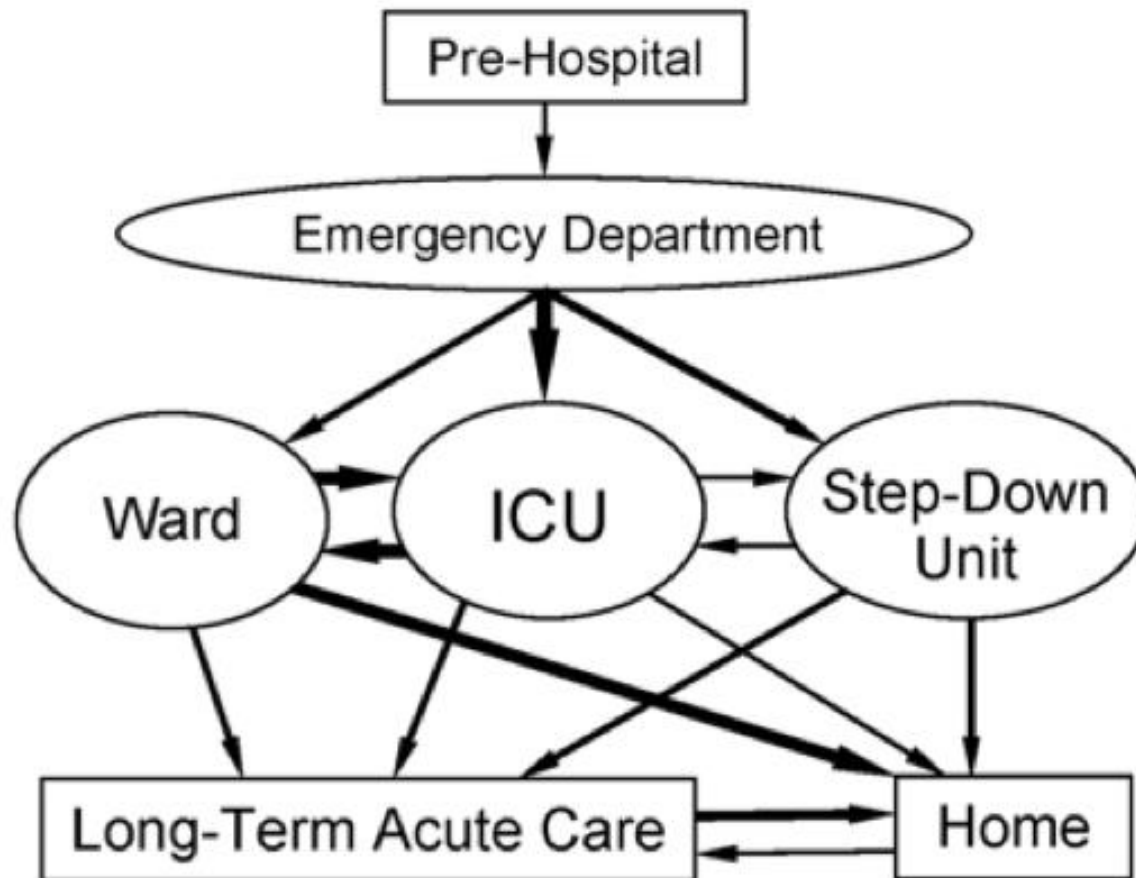 Pre-Hospital
Emergency Department
Ward
ICU
Step-Down
Unit
Long-Term Acute Care
Home